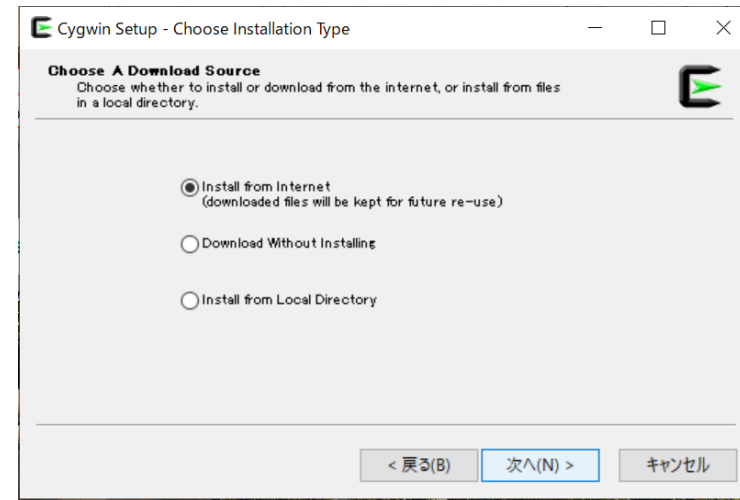 Cygwin Setup - Choose Installation Type
Choose A Download Source
Choose whether to install or download from the internet, or install from files
in a local directory.
Install from Internet
(downloaded files will be kept for future re-use)
Download Without Installing
Install from Local Directory
< 戻る(B)
次へ(N) >
キャンセル